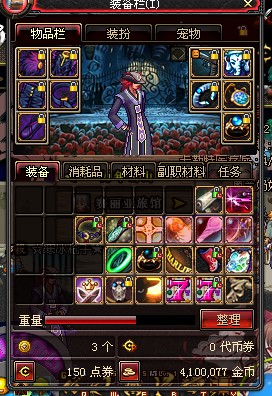 装备栏(I)
物品栏 装扮 宠物
装备 消耗品 材料 副职材料 任务
重量 整理
3 个 0 代币券
150 点券 4,100,077 金币